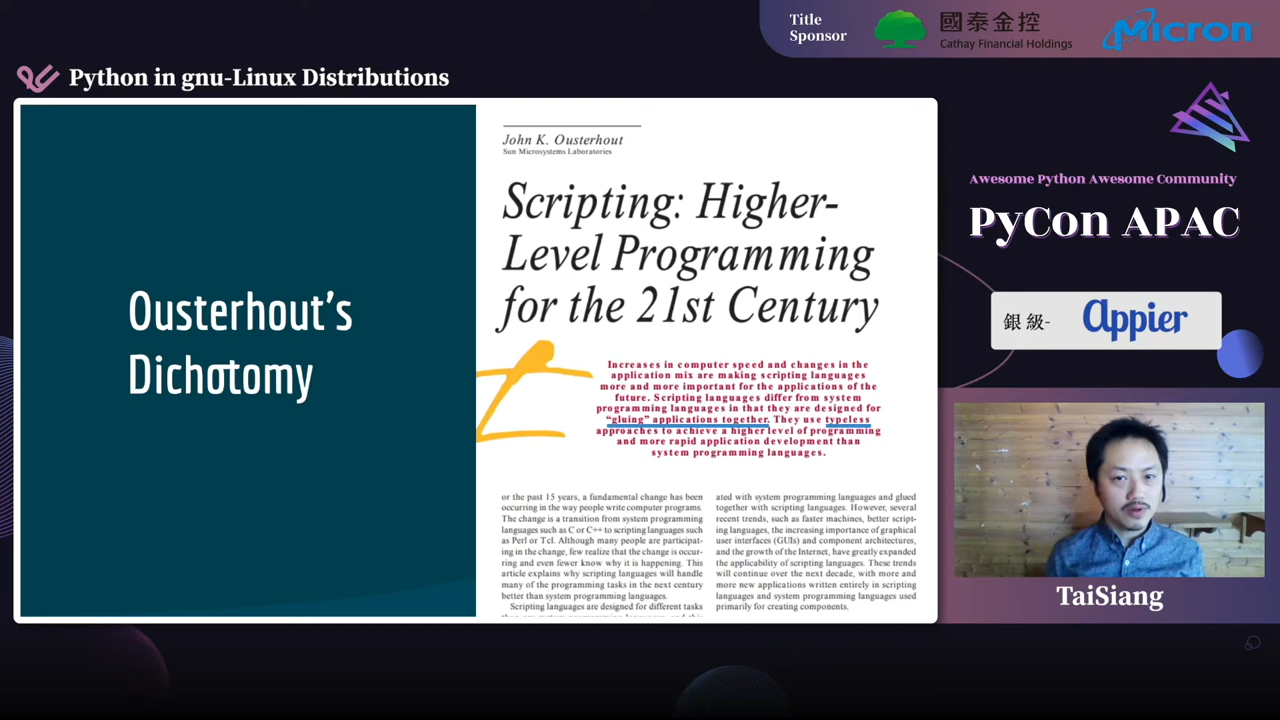 Title
Sponsor
國泰金控
Cathay Financial Holdings
Micron
Python in gnu-Linux Distributions
Ousterhout's
Dichotomy
John K. Ousterhout
Sun Microsystems Laboratories
Scripting: Higher-
Level Programming
for the 21st Century
Increases in computer speed and changes in the
application mix are making scripting languages
more and more important for the applications of the
future. Scripting languages differ from system
programming languages in that they are designed for
“gluing” applications together. They use typeless
approaches to achieve a higher level of programming
and more rapid application development than
system programming languages.
or the past 15 years, a fundamental change has been
occurring in the way people write computer programs.
The change is a transition from system programming
languages such as C or C++ to scripting languages such
as Perl or Tcl. Although many people are participat-
ing in the change, few realize that the change is occur-
ring and even fewer know why it is happening. This
article explains why scripting languages will handle
many of the programming tasks in the next century
better than system programming languages.
Scripting languages are designed for different tasks
ated with system programming languages and glued
together with scripting languages. However, several
recent trends, such as faster machines, better script-
ing languages, the increasing importance of graphical
user interfaces (GUIs) and component architectures,
and the growth of the Internet, have greatly expanded
the applicability of scripting languages. These trends
will continue over the next decade, with more and
more new applications written entirely in scripting
languages and system programming languages used
primarily for creating components.
Awesome Python Awesome Community
PyCon APAC
銀級-
appier
TaiSiang